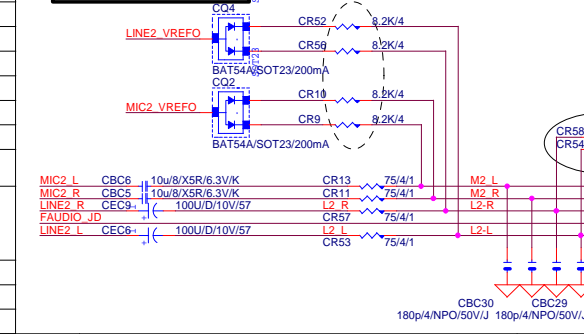 CQ4
CR52 8.2K/4
LINE2_VREFO
CR56 8.2K/4
SOT23
BAT54A/SOT23/200mA
CQ2
CR10 8.2K/4
MIC2_VREFO
CR9 8.2K/4
BAT54A/SOT23/200mA
CR58
CR54
MIC2_L CBC6 10u/8/X5R/6.3V/K CR13 75/4/1 M2_L
MIC2_R CBC5 10u/8/X5R/6.3V/K CR11 75/4/1 M2_R
LINE2_R CEC9 100U/D/10V/57 L2_R 75/4/1 L2-R
FAUDIO_JD CR57
LINE2_L CEC6 100U/D/10V/57 L2_L 75/4/1 L2-L
CR53
CBC30 CBC29
180p/4/NPO/50V/J 180p/4/NPO/50V/J